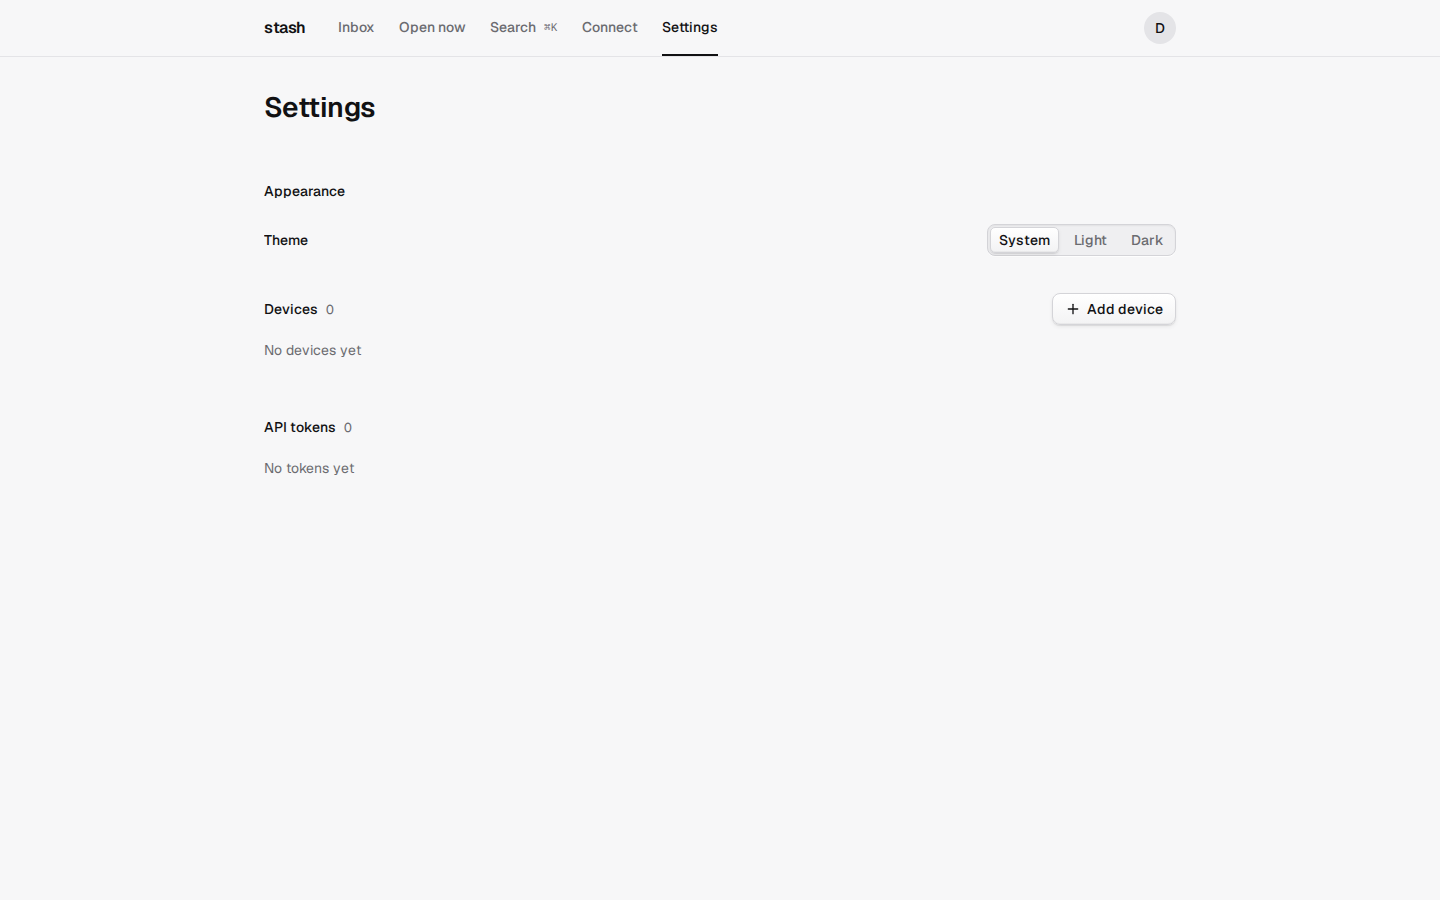 stash Inbox Open now Search ⌘K Connect Settings D
Settings
Appearance
Theme System Light Dark
Devices 0 + Add device
No devices yet
API tokens 0
No tokens yet